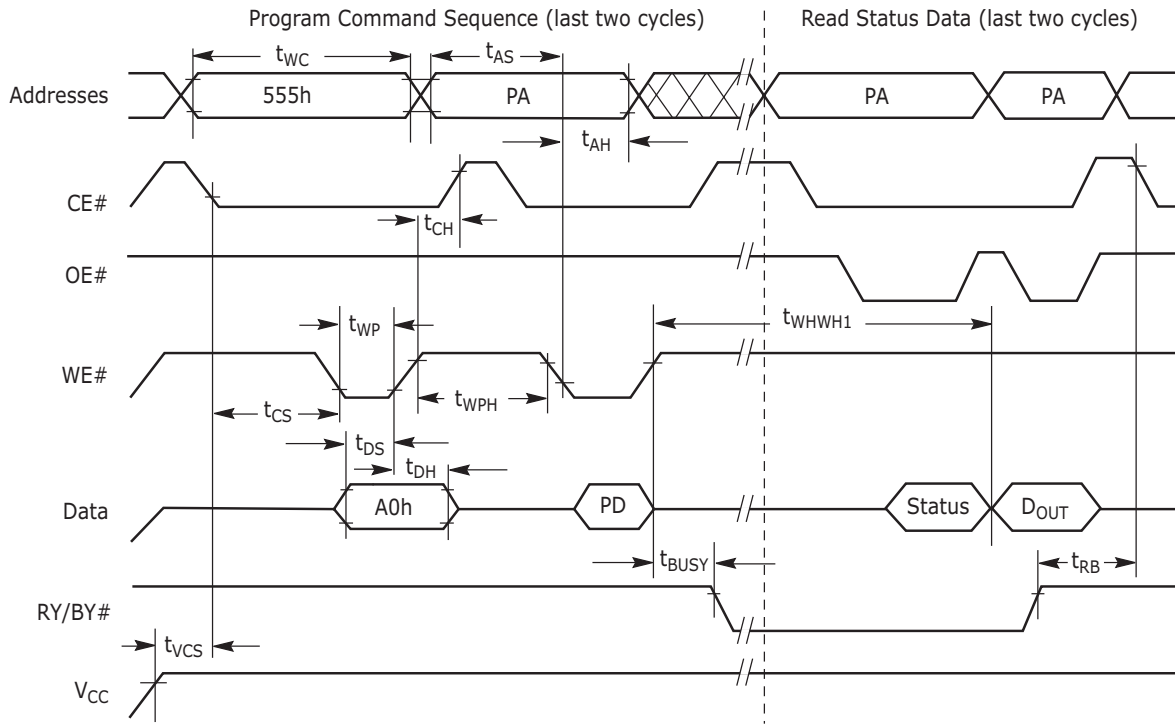 Program Command Sequence (last two cycles)
Read Status Data (last two cycles)
tWC
tAS
Addresses
555h
PA
PA
PA
tAH
CE#
tCH
OE#
tWP
tWHWH1
WE#
tCS
tWPH
tDS
tDH
Data
A0h
PD
Status
DOUT
tBUSY
tRB
RY/BY#
tVCS
VCC